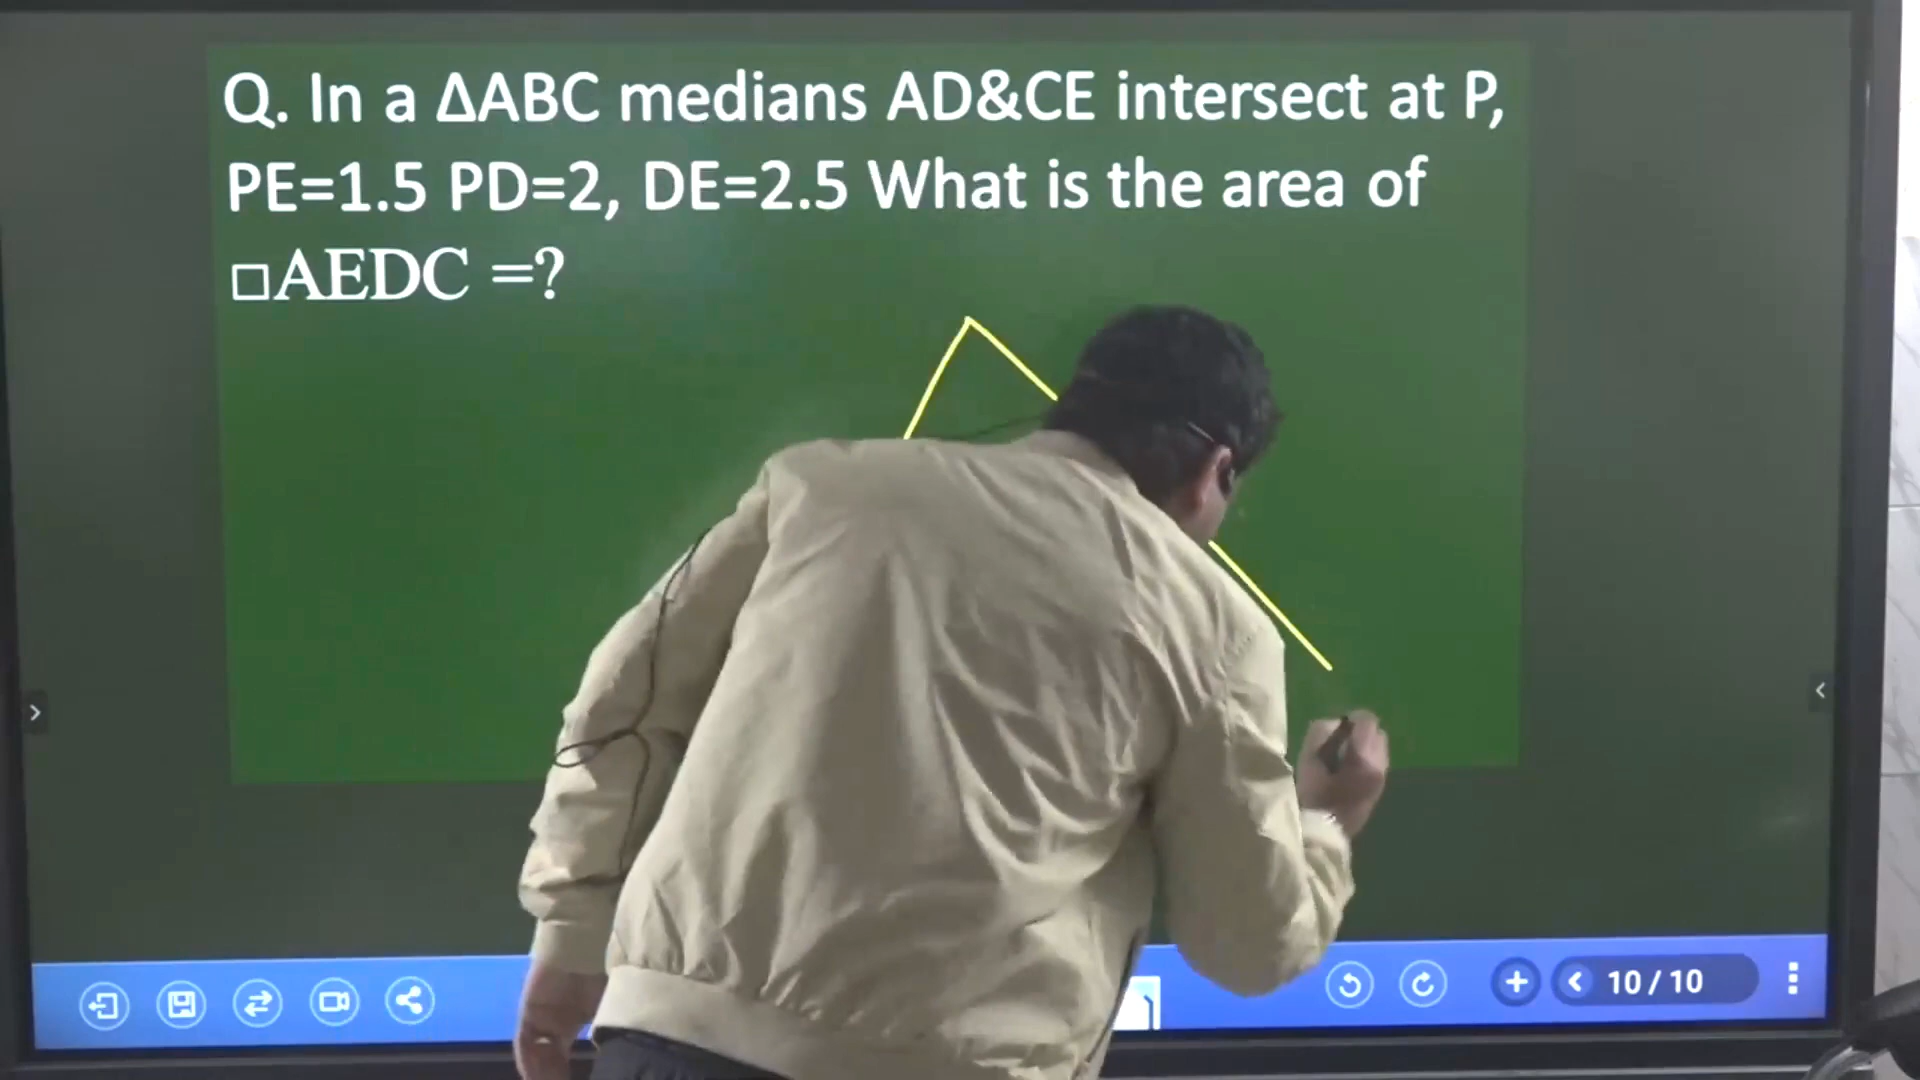 Q. In a ΔABC medians AD&CE intersect at P,
PE=1.5 PD=2, DE=2.5 What is the area of
□AEDC =?
10 / 10